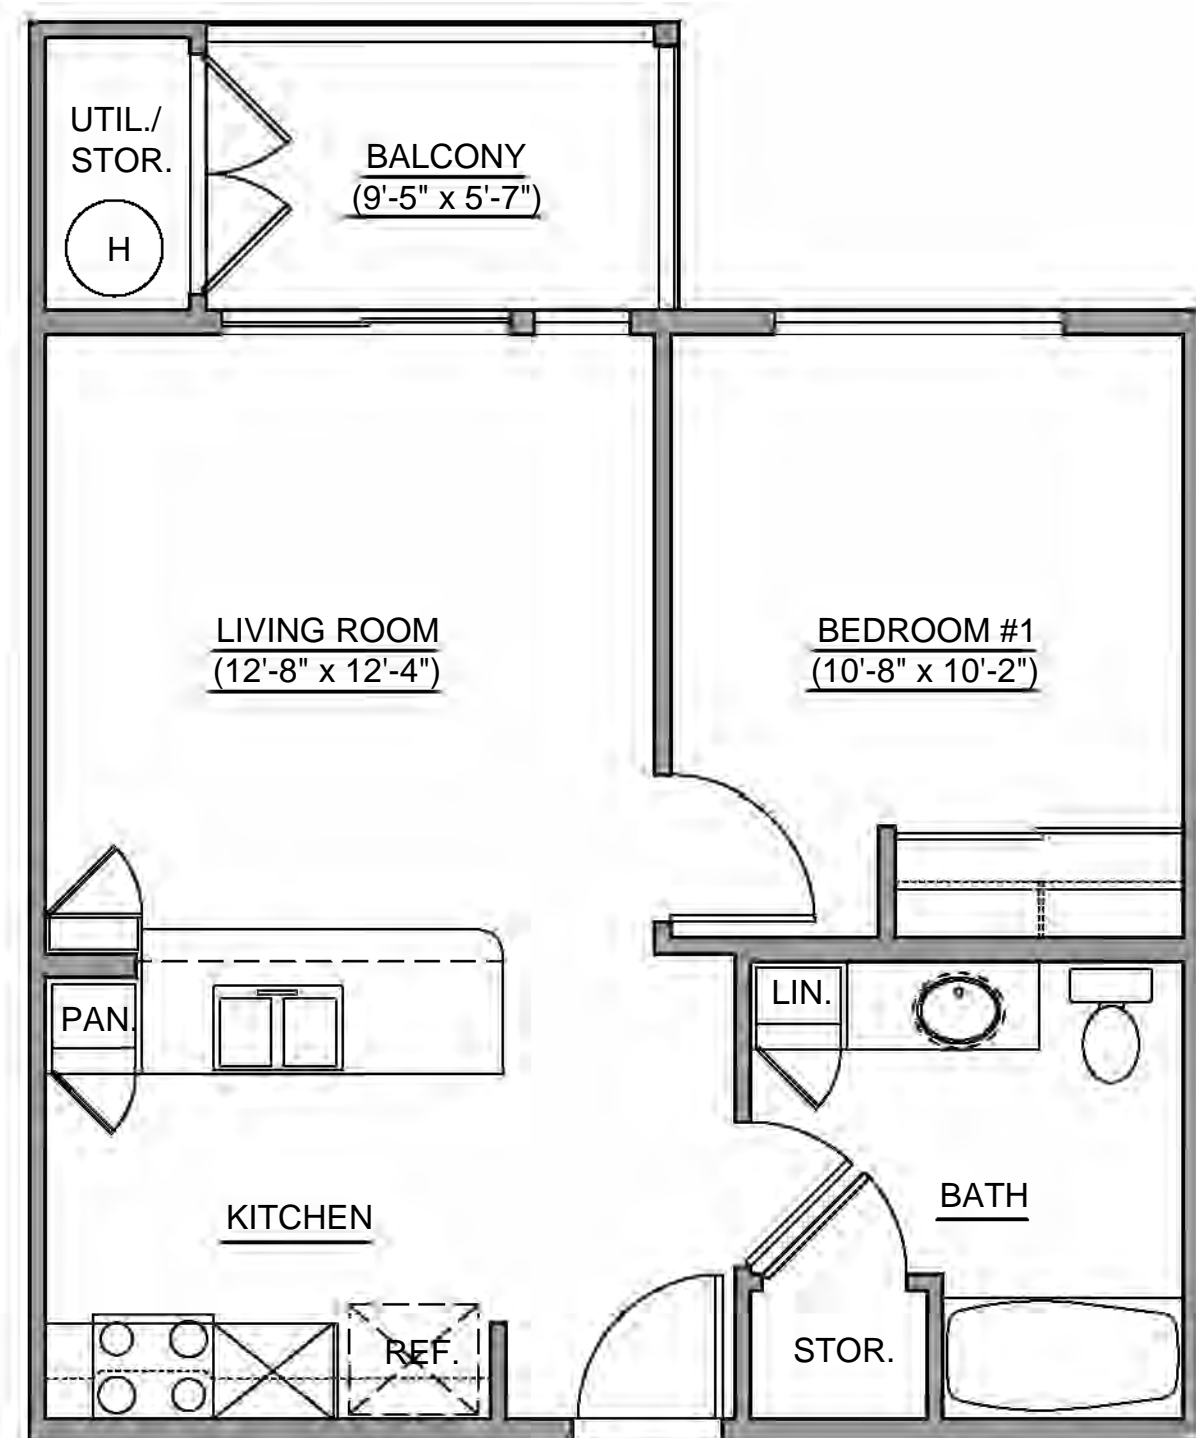 UTIL./
STOR.
H
BALCONY
(9'-5" x 5'-7")
LIVING ROOM
(12'-8" x 12'-4")
BEDROOM #1
(10'-8" x 10'-2")
PAN.
LIN.
KITCHEN
BATH
REF.
STOR.